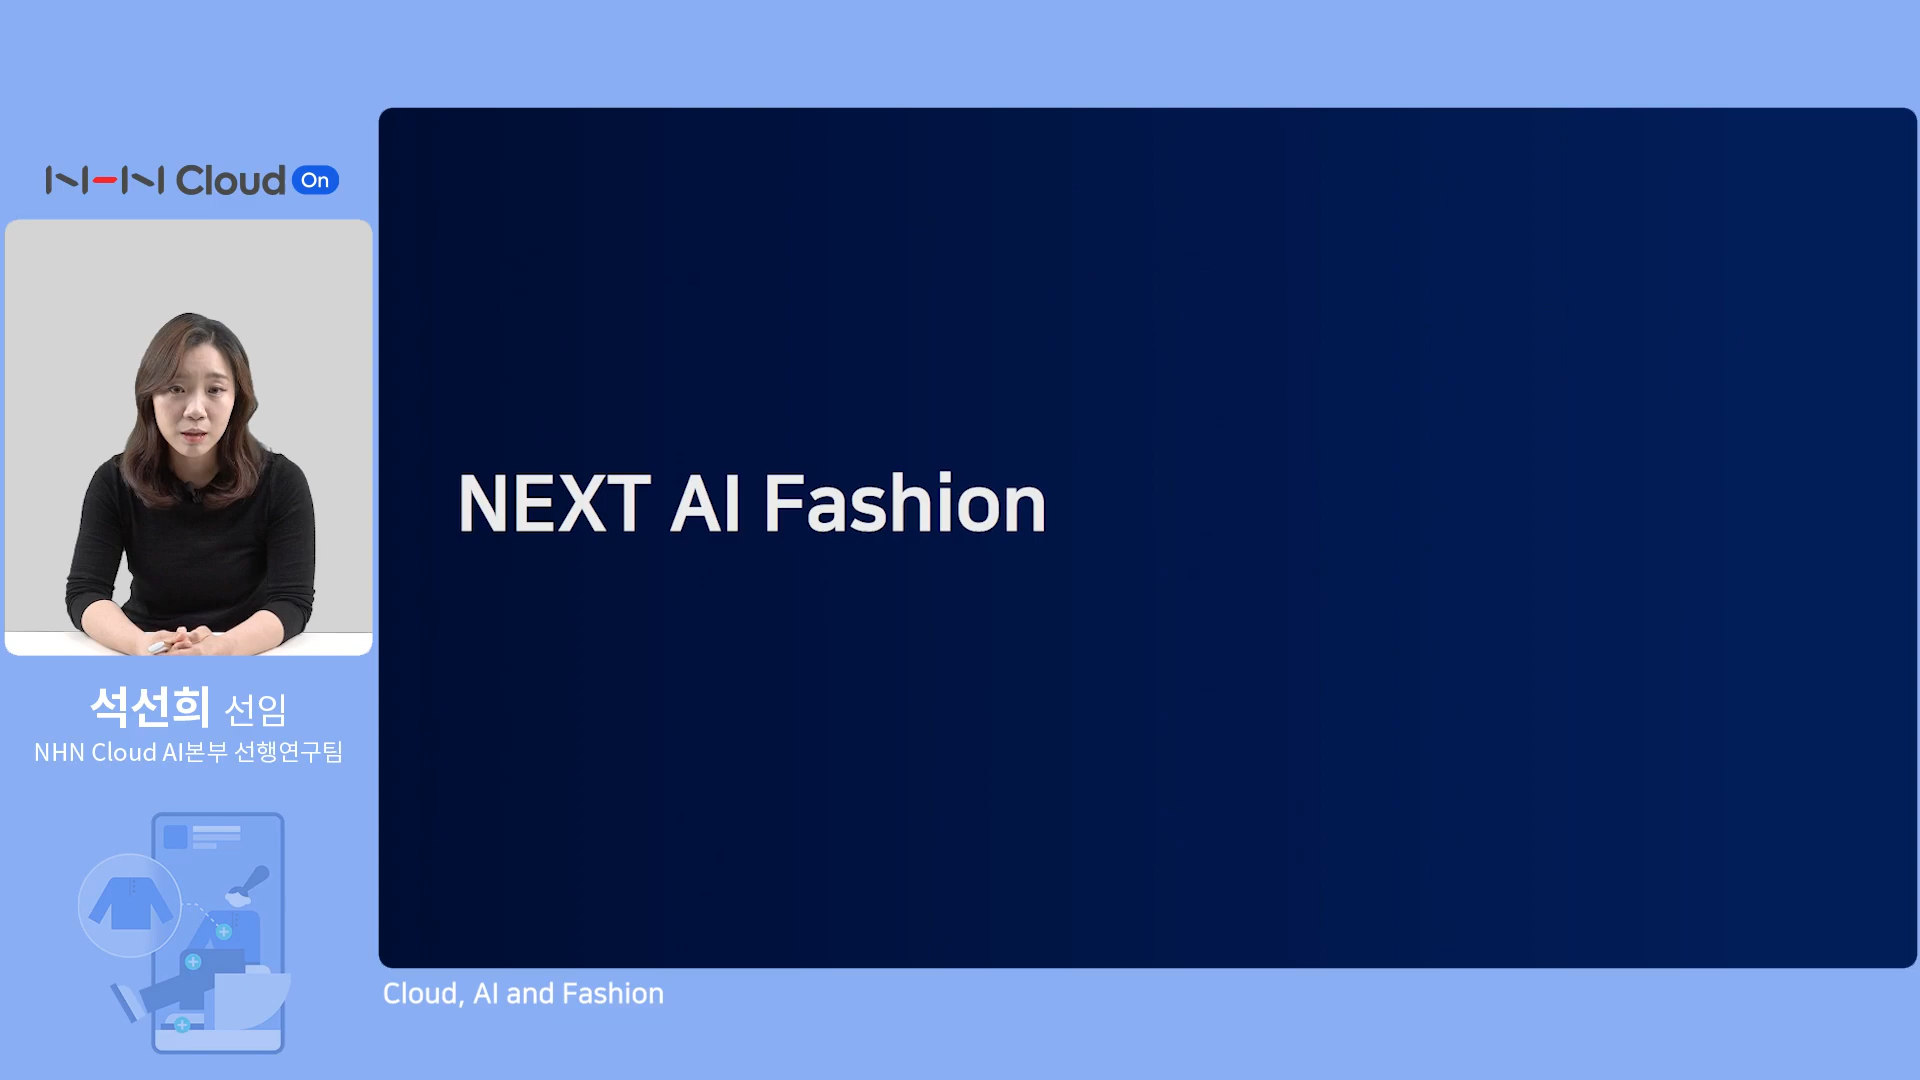 NHN Cloud On
석선희 선임
NHN Cloud AI본부 선행연구팀
NEXT AI Fashion
Cloud, AI and Fashion